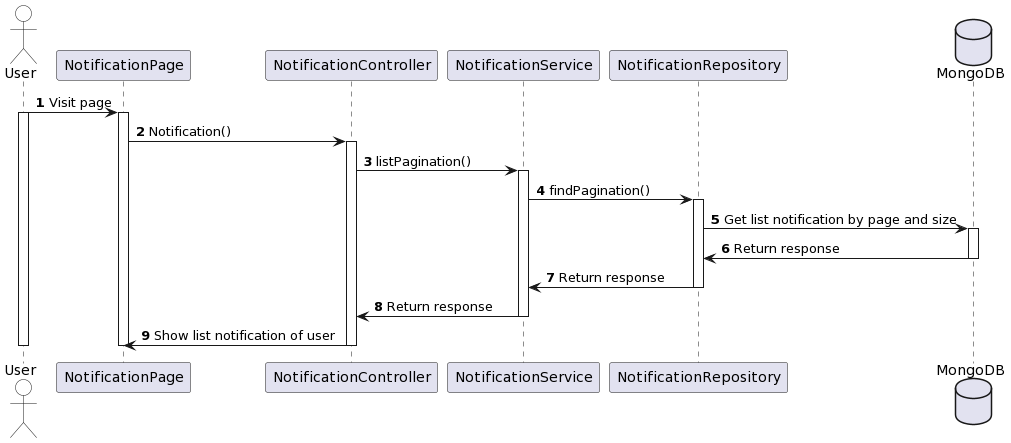 User
NotificationPage
NotificationController
NotificationService
NotificationRepository
MongoDB
1 Visit page
2 Notification()
3 listPagination()
4 findPagination()
5 Get list notification by page and size
6 Return response
7 Return response
8 Return response
9 Show list notification of user
User
NotificationPage
NotificationController
NotificationService
NotificationRepository
MongoDB